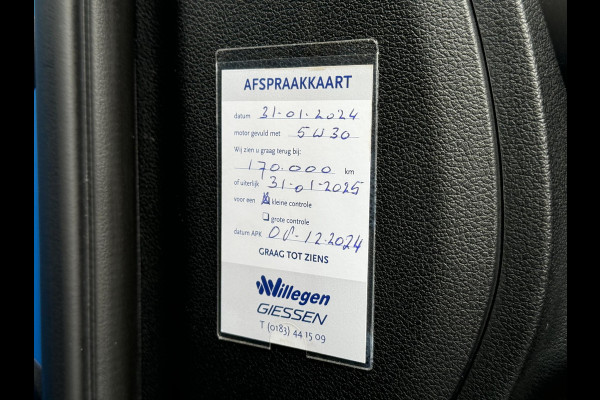 AFSPRAAKKAART
datum 31-01-2024
motor gevuld met 5W30
Wij zien u graag terug bij:
170.000 km
of uiterlijk 31-01-2025
voor een kleine controle
grote controle
datum APK 08-12-2024
GRAAG TOT ZIENS
Willegen
GIESSEN
T (0183) 44 15 09